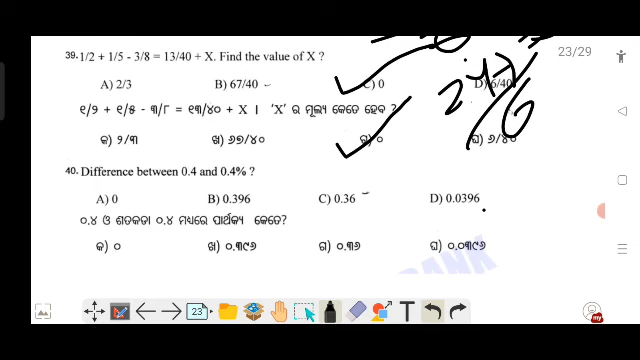 23/29
39. 1/2 + 1/5 - 3/8 = 13/40 + X. Find the value of X ?
A) 2/3 B) 67/40 C) 0 D) 6/40
୧/୨ + ୧/୫ - ୩/୮ = ୧୩/୪୦ + X । 'X' ର ମୂଲ୍ୟ କେତେ ହେବ ?
କ) ୨/୩ ଖ) ୬୭/୪୦ ଗ) ୦ ଘ) ୬/୪୦
40. Difference between 0.4 and 0.4% ?
A) 0 B) 0.396 C) 0.36 D) 0.0396
୦.୪ ଓ ଶତକଡା ୦.୪ ମଧ୍ୟରେ ପାର୍ଥକ୍ୟ କେତେ?
କ) ୦ ଖ) ୦.୩୯୬ ଗ) ୦.୩୬ ଘ) ୦.୦୩୯୬
BANK
23
T
my